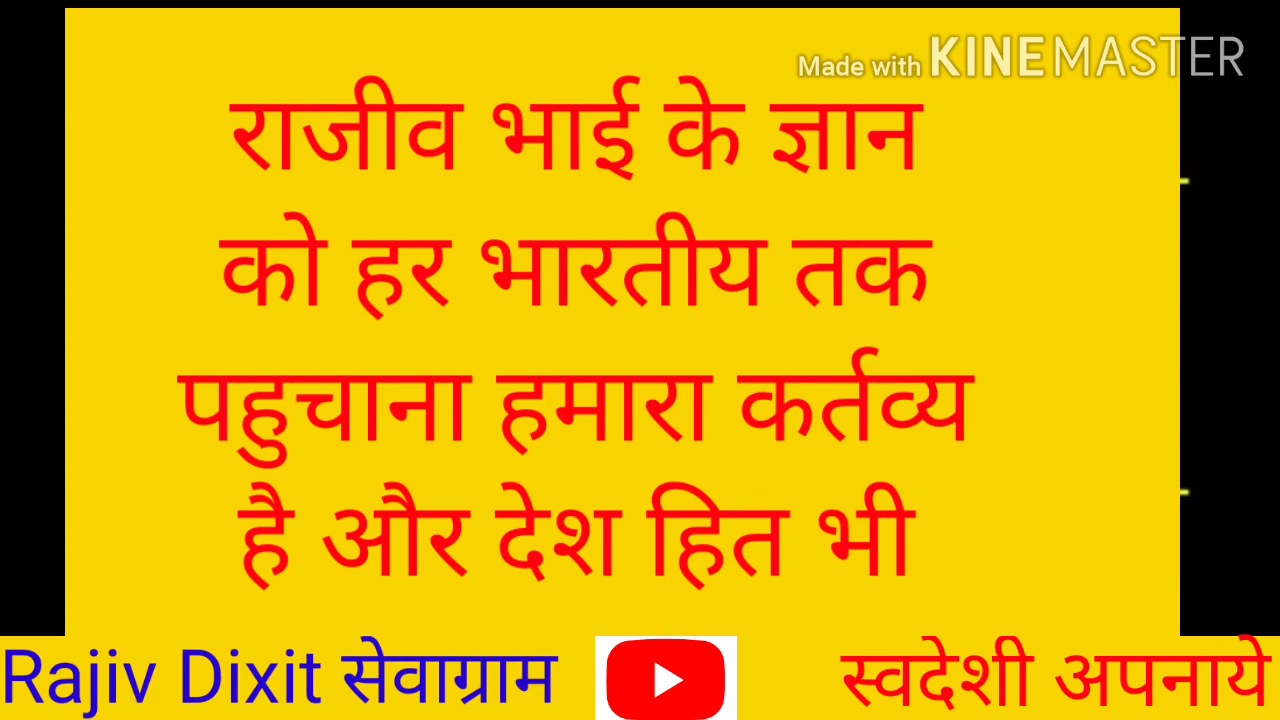 Made with KINEMASTER
राजीव भाई के ज्ञान
को हर भारतीय तक
पहुचाना हमारा कर्तव्य
है और देश हित भी
Rajiv Dixit सेवाग्राम
स्वदेशी अपनाये